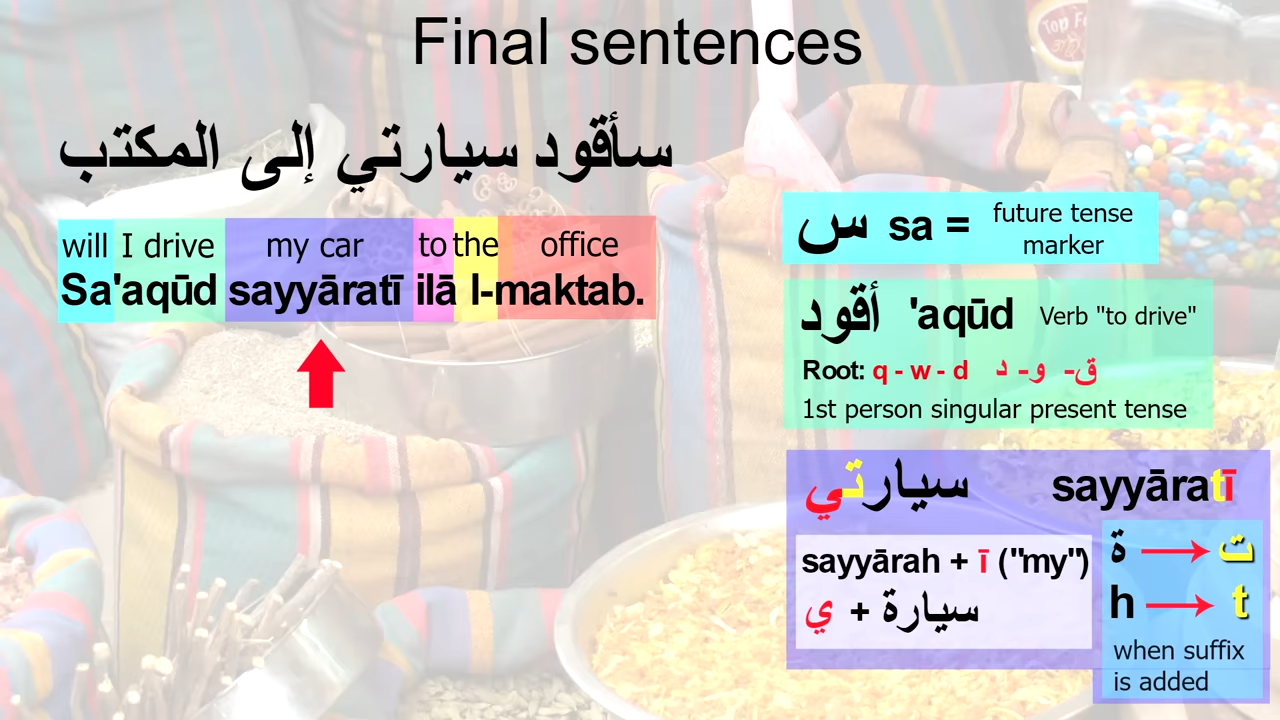 Final sentences
سأقود سيارتي إلى المكتب
will I drive my car to the office
Sa'aqūd sayyāratī ilā l-maktab.
س sa = future tense marker
أقود 'aqūd Verb "to drive"
Root: q - w - d ق- و- د
1st person singular present tense
سيارتي sayyāratī
sayyārah + ī ("my")
سيارة + ي
ة → ت
h → t
when suffix
is added
Top Fe